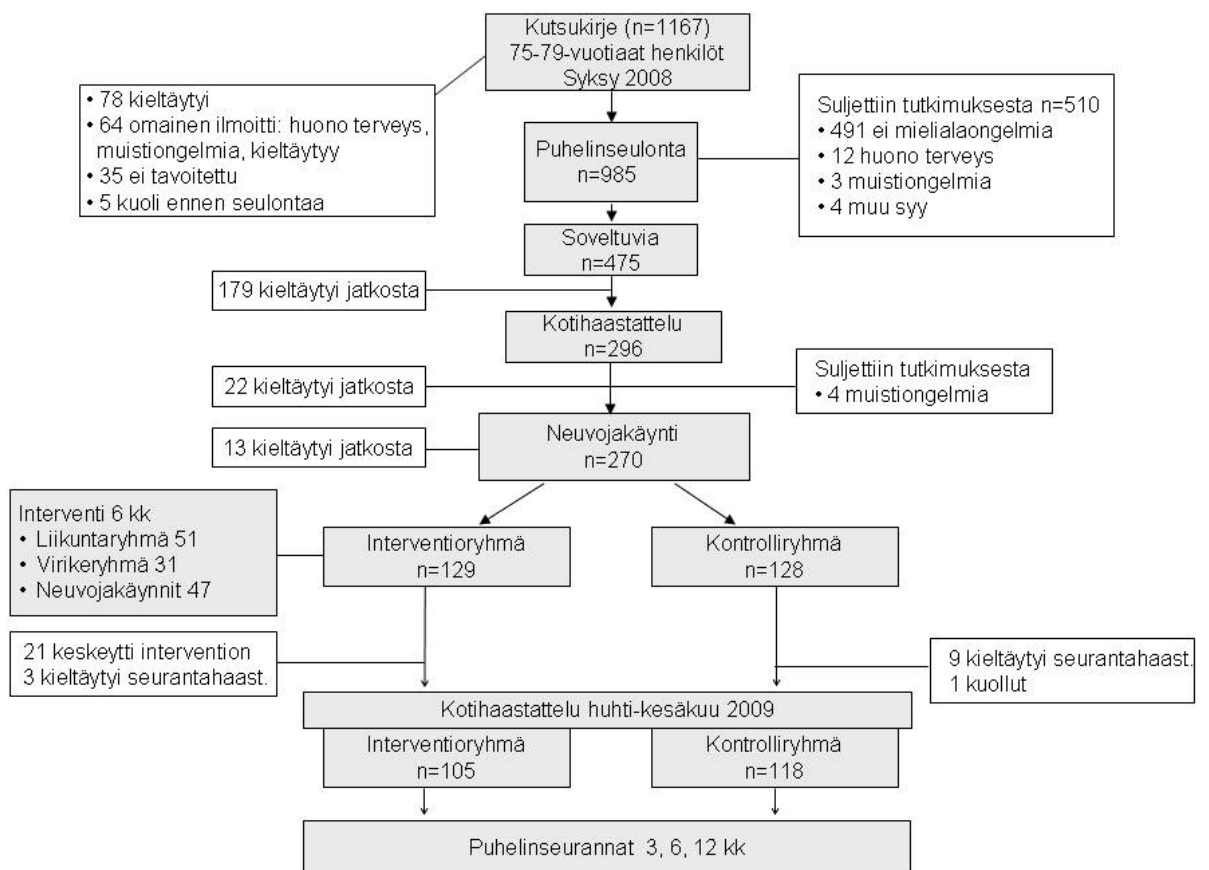 Kutsukirje (n=1167)
75-79-vuotiaat henkilöt
Syksy 2008
• 78 kieltäytyi
• 64 omainen ilmoitti: huono terveys,
muistiongelmia, kieltäytyy
• 35 ei tavoitettu
• 5 kuoli ennen seulontaa
Suljettiin tutkimuksesta n=510
• 491 ei mielialaongelmia
• 12 huono terveys
• 3 muistiongelmia
• 4 muu syy
Puhelinseulonta
n=985
Soveltuvia
n=475
179 kieltäytyi jatkosta
Kotihaastattelu
n=296
22 kieltäytyi jatkosta
Suljettiin tutkimuksesta
• 4 muistiongelmia
13 kieltäytyi jatkosta
Neuvojakäynti
n=270
Interventi 6 kk
• Liikuntaryhmä 51
• Virikeryhmä 31
• Neuvojakäynnit 47
Interventioryhmä
n=129
Kontrolliryhmä
n=128
21 keskeytti intervention
3 kieltäytyi seurantahaast.
9 kieltäytyi seurantahaast.
1 kuollut
Kotihaastattelu huhti-kesäkuu 2009
Interventioryhmä
n=105
Kontrolliryhmä
n=118
Puhelinseurannat 3, 6, 12 kk